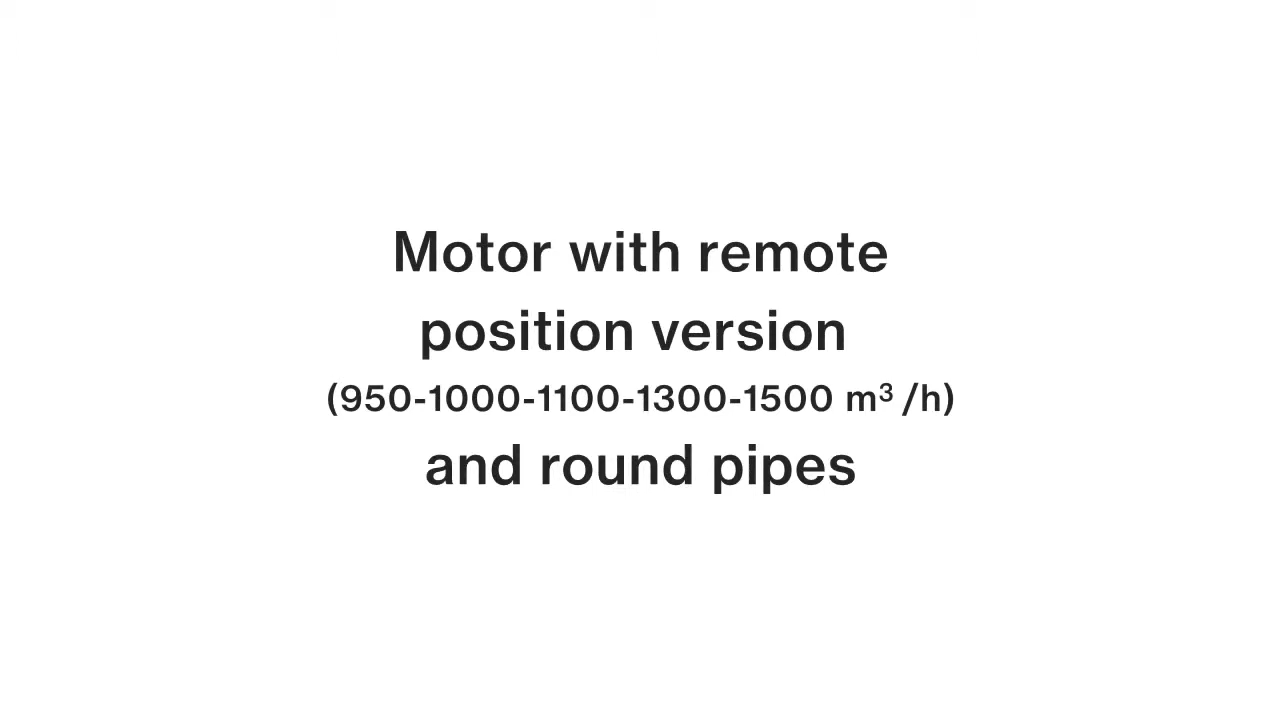 Motor with remote
position version
(950-1000-1100-1300-1500 m³ /h)
and round pipes